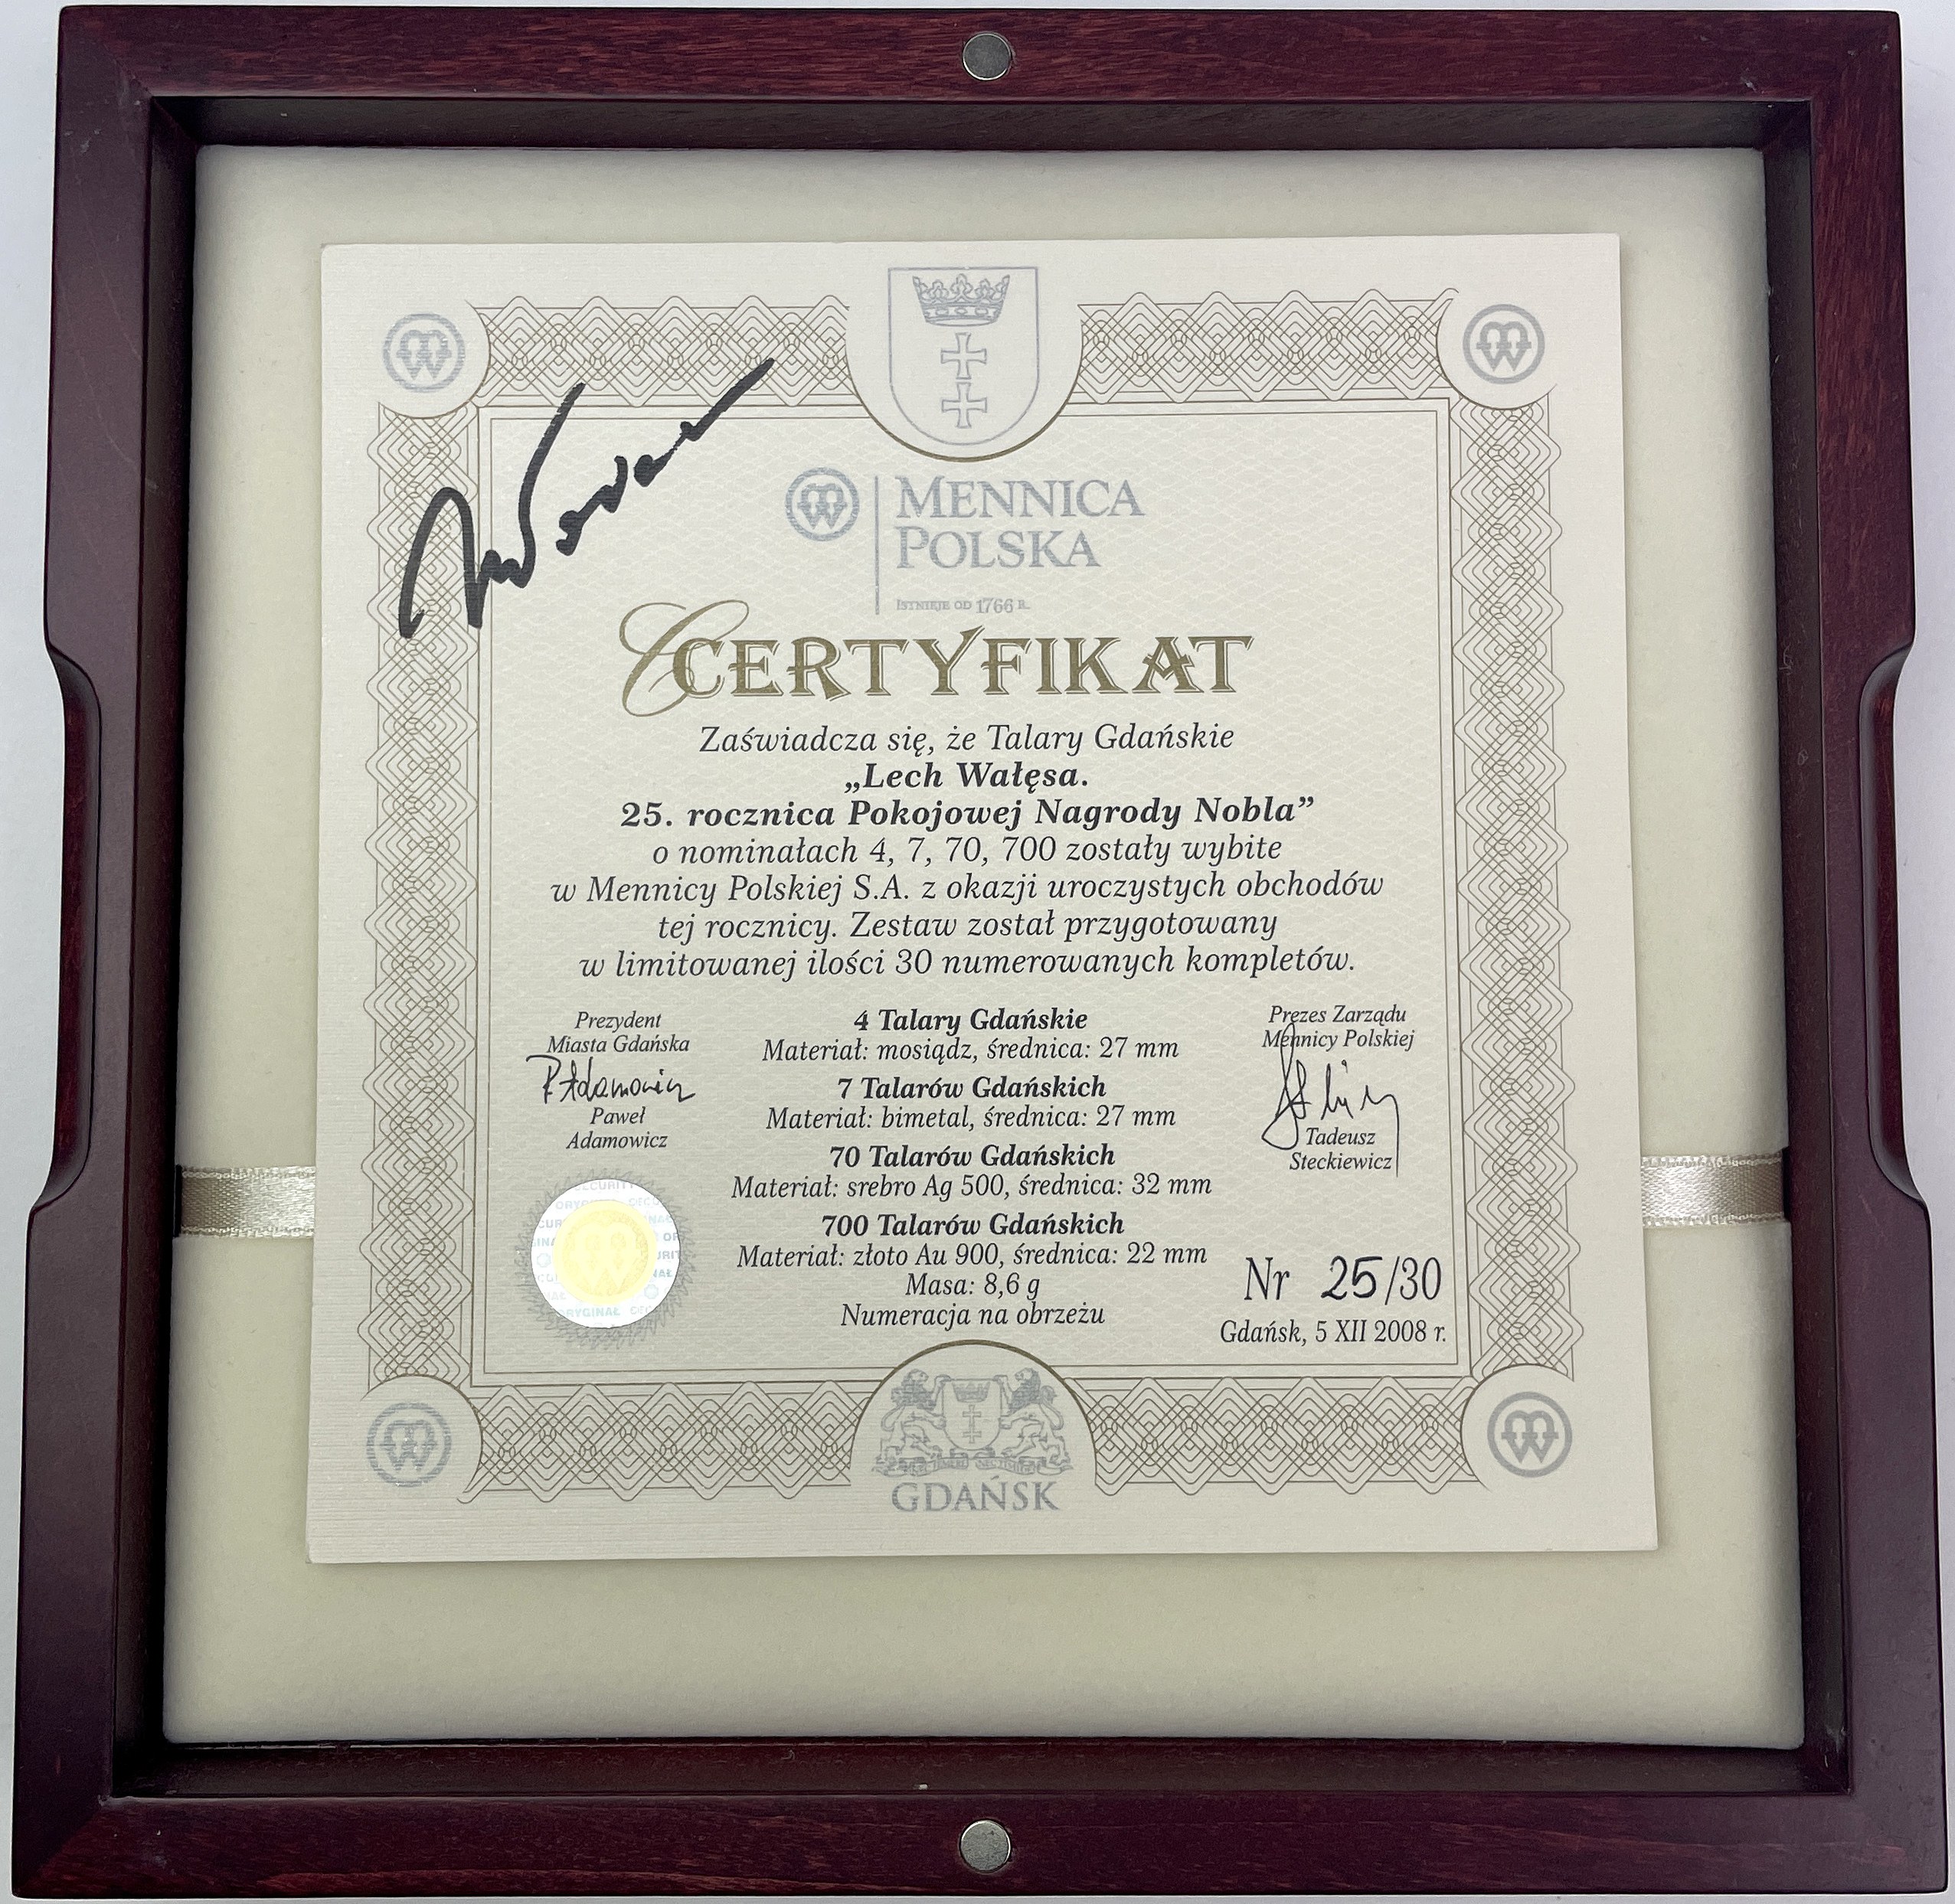 MENNICA
POLSKA
ISTNIEJE OD 1766 R.
CERTYFIKAT
Zaświadcza się, że Talary Gdańskie
„Lech Wałęsa.
25. rocznica Pokojowej Nagrody Nobla”
o nominałach 4, 7, 70, 700 zostały wybite
w Mennicy Polskiej S.A. z okazji uroczystych obchodów
tej rocznicy. Zestaw został przygotowany
w limitowanej ilości 30 numerowanych kompletów.
Prezydent
Miasta Gdańska
P. Adamowicz
Paweł
Adamowicz
4 Talary Gdańskie
Materiał: mosiądz, średnica: 27 mm
7 Talarów Gdańskich
Materiał: bimetal, średnica: 27 mm
70 Talarów Gdańskich
Materiał: srebro Ag 500, średnica: 32 mm
700 Talarów Gdańskich
Materiał: złoto Au 900, średnica: 22 mm
Masa: 8,6 g
Numeracja na obrzeżu
Prezes Zarządu
Mennicy Polskiej
Tadeusz
Steckiewicz
Nr 25/30
Gdańsk, 5 XII 2008 r.
GDAŃSK